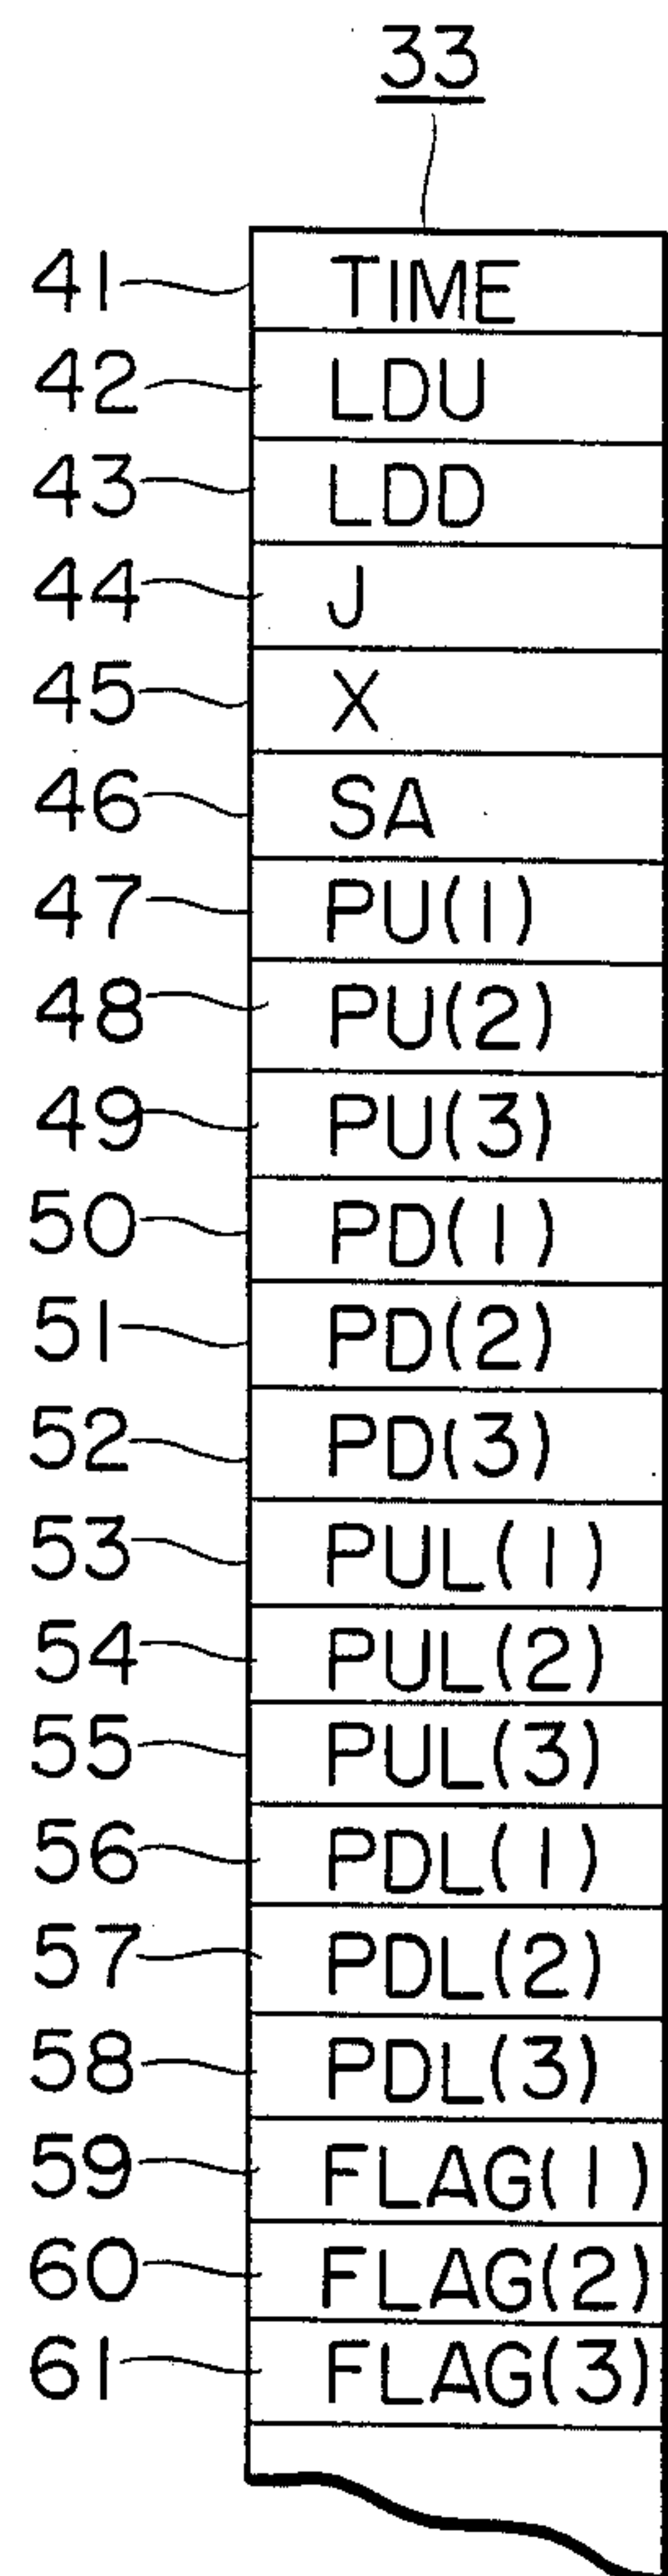 33
41 TIME
42 LDU
43 LDD
44 J
45 X
46 SA
47 PU(1)
48 PU(2)
49 PU(3)
50 PD(1)
51 PD(2)
52 PD(3)
53 PUL(1)
54 PUL(2)
55 PUL(3)
56 PDL(1)
57 PDL(2)
58 PDL(3)
59 FLAG(1)
60 FLAG(2)
61 FLAG(3)